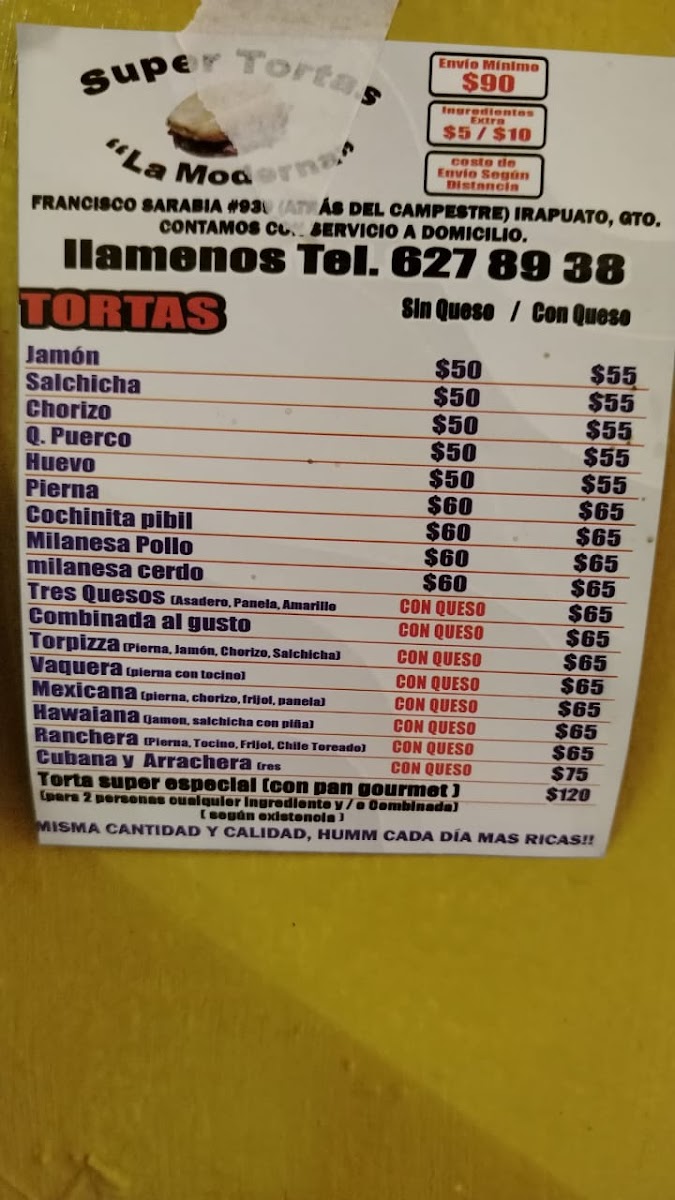 Super Tortas
"La Moderna"
Envío Mínimo
$90
Ingredientes
Extra
$5 / $10
costo de
Envio Según
Distancia
FRANCISCO SARABIA (ATRÁS DEL CAMPESTRE) IRAPUATO, GTO.
CONTAMOS CON SERVICIO A DOMICILIO.
llamenos Tel. 627 89 38
TORTAS Sin Queso / Con Queso
Jamón $50 $55
Salchicha $50 $55
Chorizo $50 $55
Q. Puerco $50 $55
Huevo $50 $55
Pierna $60 $65
Cochinita pibil $60 $65
Milanesa Pollo $60 $65
milanesa cerdo $60 $65
Tres Quesos (Asadero, Panela, Amarillo CON QUESO $65
Combinada al gusto CON QUESO $65
Torpizza (Pierna, Jamón, Chorizo, Salchicha) CON QUESO $65
Vaquera (pierna con tocino) CON QUESO $65
Mexicana (pierna, chorizo, frijol, panela) CON QUESO $65
Hawaiana (jamon, salchicha con piña) CON QUESO $65
Ranchera (Pierna, Tocino, Frijol, Chile Toreado) CON QUESO $65
Cubana y Arrachera (res CON QUESO $75
Torta super especial (con pan gourmet ) $120
(para 2 personas cualquier ingrediente y / o Combinada)
( según existencia )
MISMA CANTIDAD Y CALIDAD, HUMM CADA DÍA MAS RICAS!!